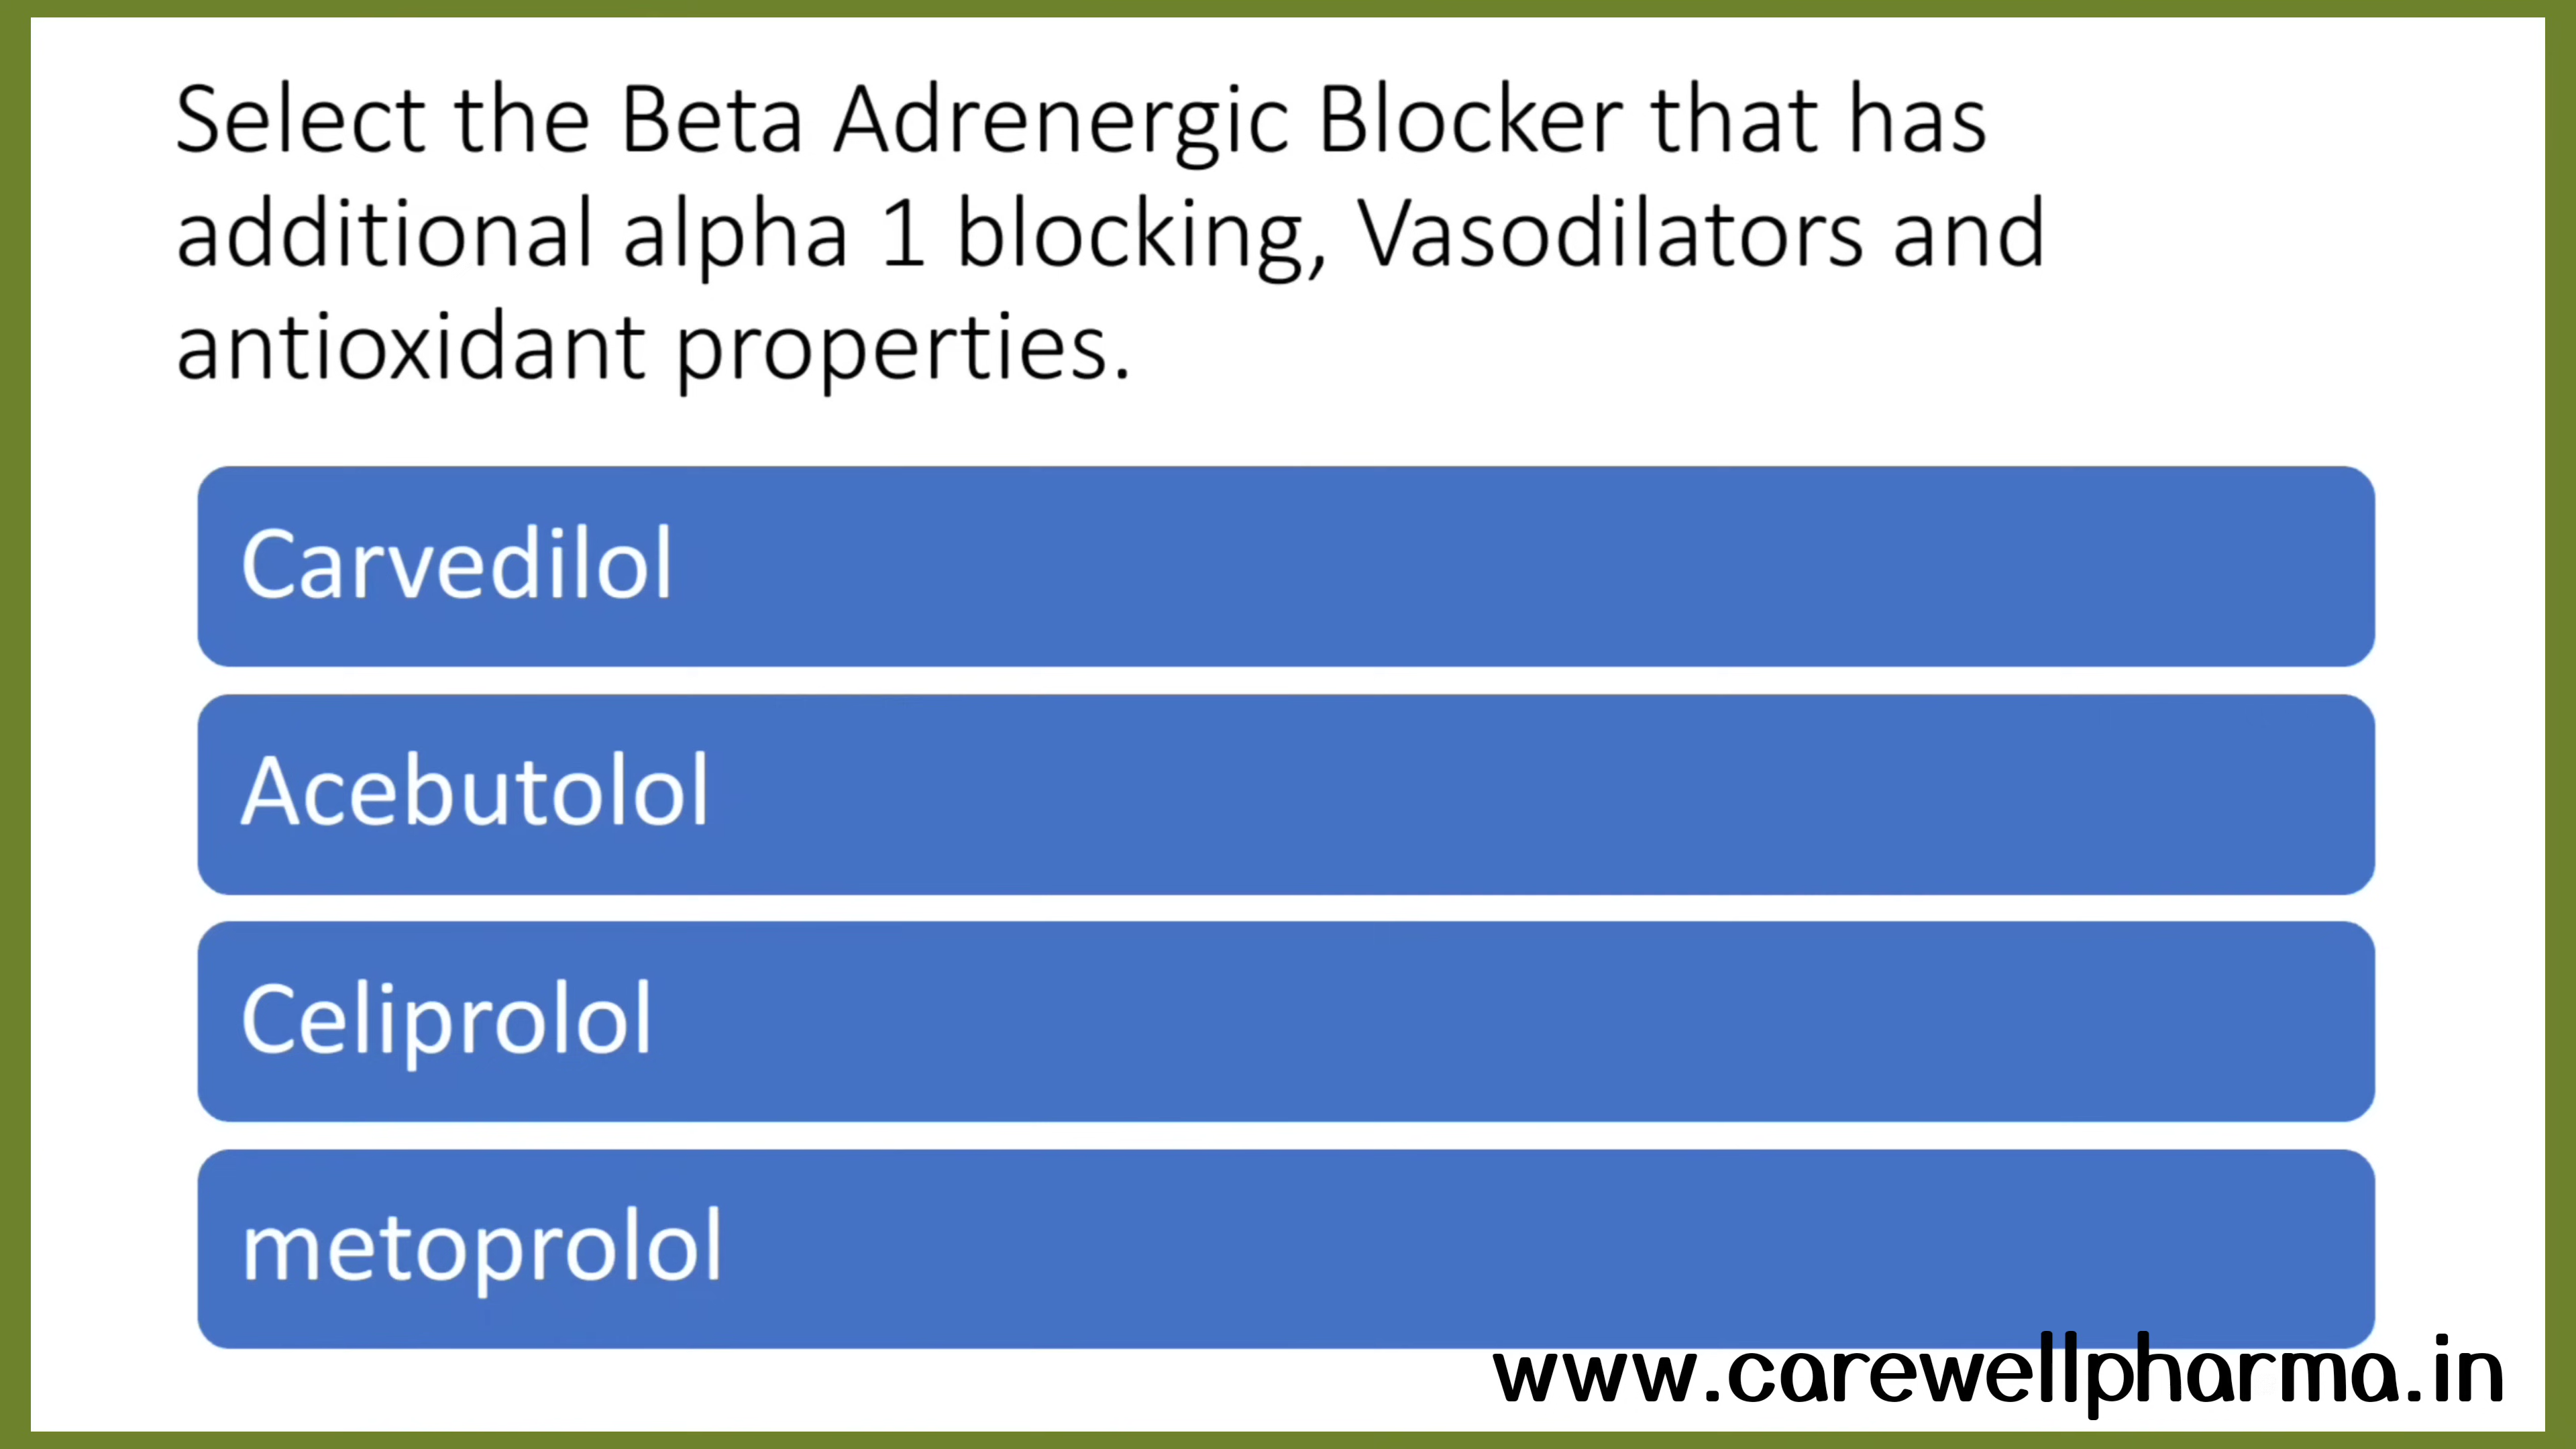 Select the Beta Adrenergic Blocker that has
additional alpha 1 blocking, Vasodilators and
antioxidant properties.
Carvedilol
Acebutolol
Celiprolol
metoprolol
www.carewellpharma.in